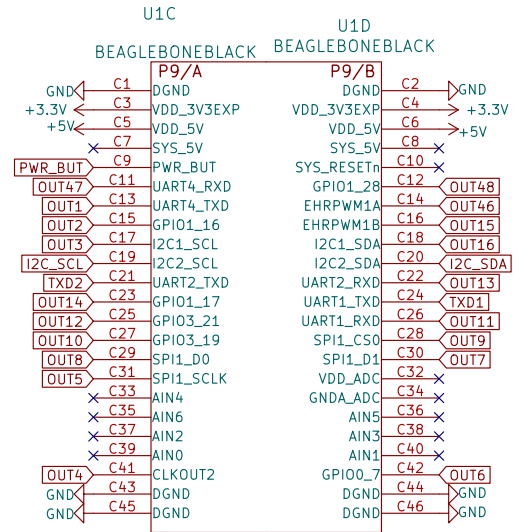 U1C U1D
BEAGLEBONEBLACK BEAGLEBONEBLACK
P9/A P9/B
GND C1 DGND DGND C2 GND
+3.3V C3 VDD_3V3EXP VDD_3V3EXP C4 +3.3V
+5V C5 VDD_5V VDD_5V C6 +5V
C7 SYS_5V SYS_5V C8
PWR_BUT C9 PWR_BUT SYS_RESETn C10
OUT47 C11 UART4_RXD GPIO1_28 C12 OUT48
OUT1 C13 UART4_TXD EHRPWM1A C14 OUT46
OUT2 C15 GPIO1_16 EHRPWM1B C16 OUT15
OUT3 C17 I2C1_SCL I2C1_SDA C18 OUT16
I2C_SCL C19 I2C2_SCL I2C2_SDA C20 I2C_SDA
TXD2 C21 UART2_TXD UART2_RXD C22 OUT13
OUT14 C23 GPIO1_17 UART1_TXD C24 TXD1
OUT12 C25 GPIO3_21 UART1_RXD C26 OUT11
OUT10 C27 GPIO3_19 SPI1_CS0 C28 OUT9
OUT8 C29 SPI1_D0 SPI1_D1 C30 OUT7
OUT5 C31 SPI1_SCLK VDD_ADC C32
C33 AIN4 GNDA_ADC C34
C35 AIN6 AIN5 C36
C37 AIN2 AIN3 C38
C39 AIN0 AIN1 C40
OUT4 C41 CLKOUT2 GPIO0_7 C42 OUT6
GND C43 DGND DGND C44 GND
GND C45 DGND DGND C46 GND